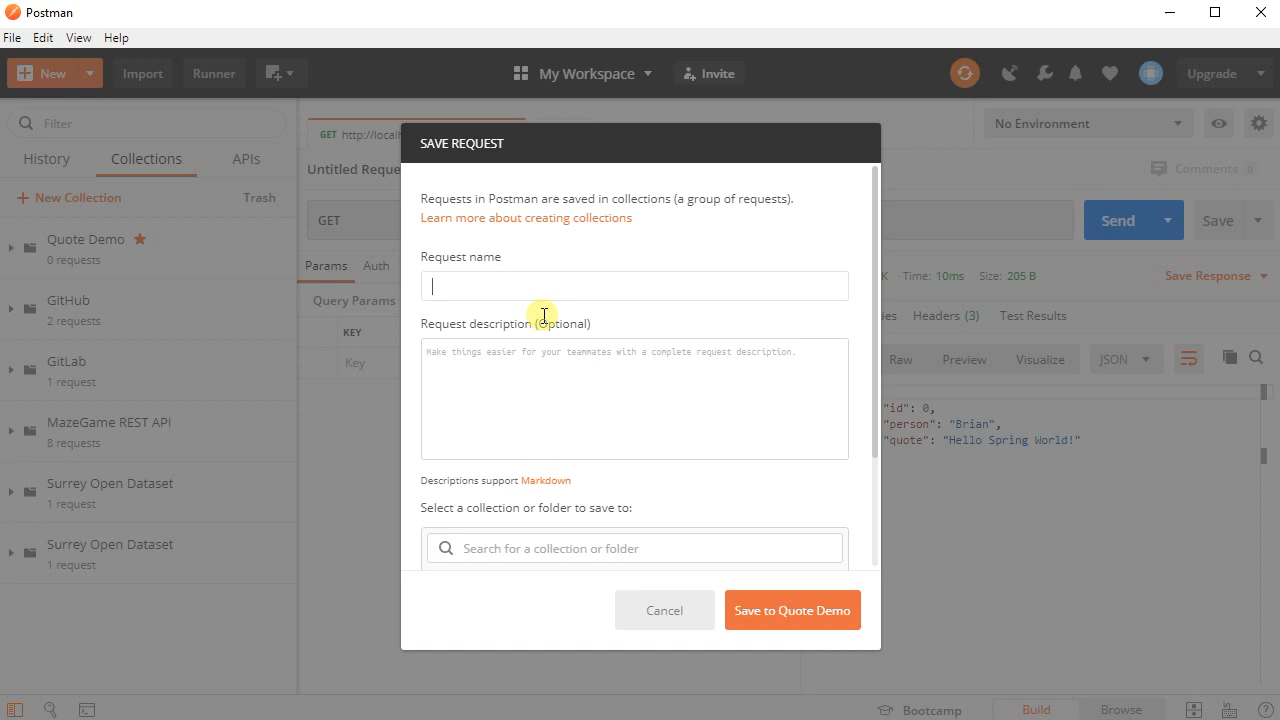 Postman
File Edit View Help
New Import Runner My Workspace Invite Upgrade
Filter
History Collections APIs
New Collection Trash
Quote Demo
0 requests
GitHub
2 requests
GitLab
1 request
MazeGame REST API
8 requests
Surrey Open Dataset
1 request
Surrey Open Dataset
1 request
GET http://localh
No Environment
Untitled Reque
Comments 0
GET
Send Save
Params Auth
K Time: 10ms Size: 205 B Save Response
Query Params
ies Headers (3) Test Results
KEY
Key
Raw Preview Visualize JSON
"id": 0,
"person": "Brian",
"quote": "Hello Spring World!"
SAVE REQUEST
Requests in Postman are saved in collections (a group of requests).
Learn more about creating collections
Request name
Request description (Optional)
Make things easier for your teammates with a complete request description.
Descriptions support Markdown
Select a collection or folder to save to:
Search for a collection or folder
Cancel Save to Quote Demo
Bootcamp Build Browse